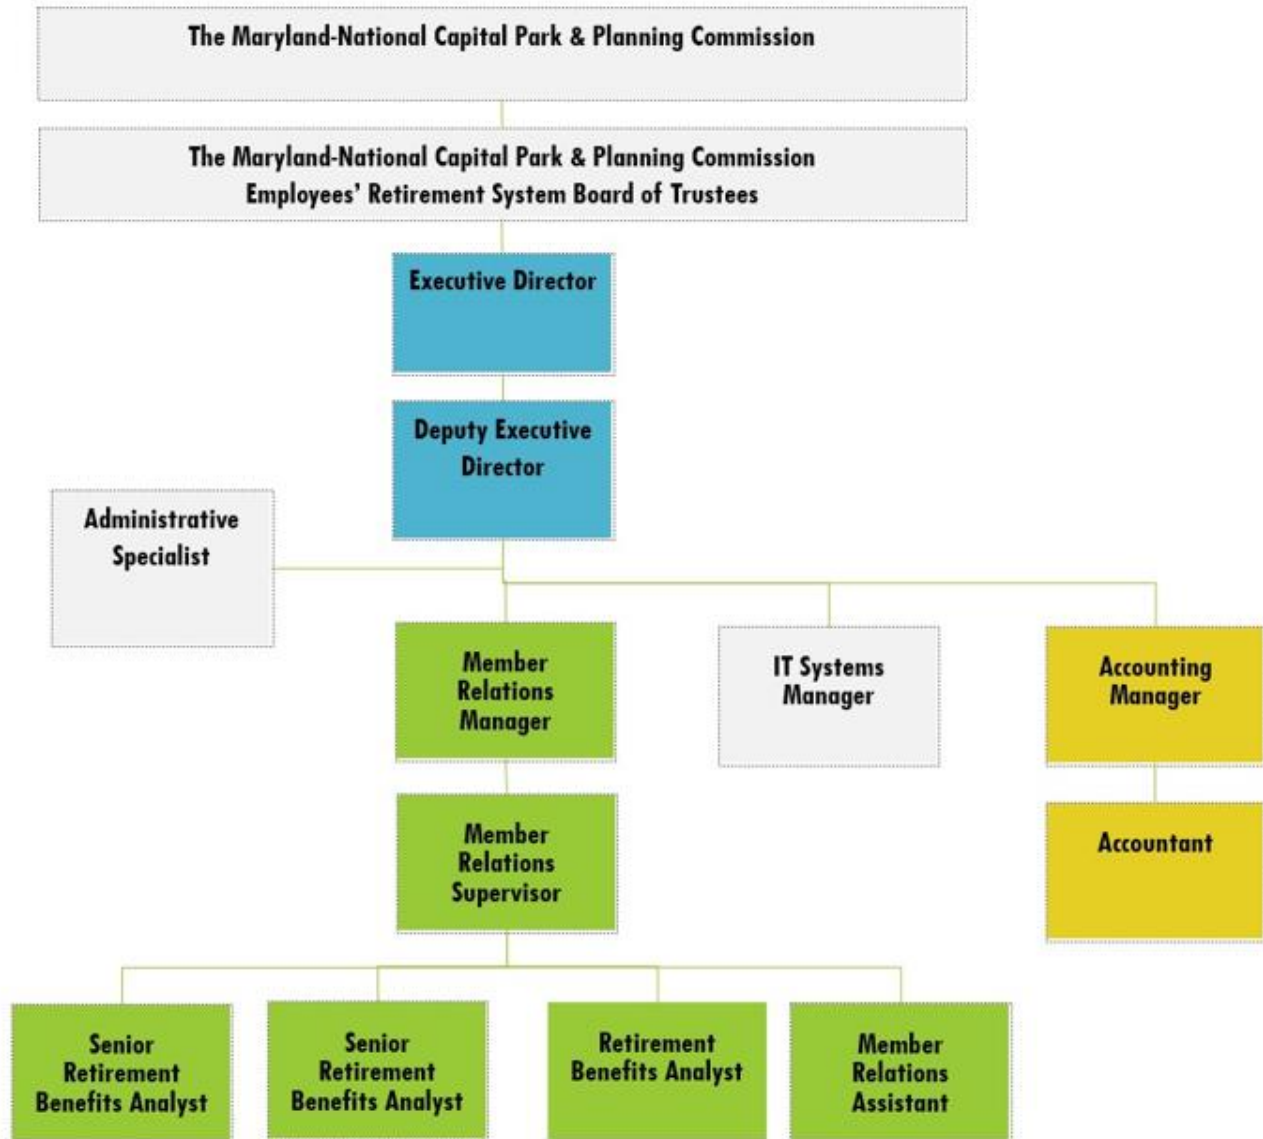 The Maryland-National Capital Park & Planning Commission
The Maryland-National Capital Park & Planning Commission
Employees’ Retirement System Board of Trustees
Executive Director
Deputy Executive
Director
Administrative
Specialist
Member
Relations
Manager
IT Systems
Manager
Accounting
Manager
Member
Relations
Supervisor
Accountant
Senior
Retirement
Benefits Analyst
Senior
Retirement
Benefits Analyst
Retirement
Benefits Analyst
Member
Relations
Assistant